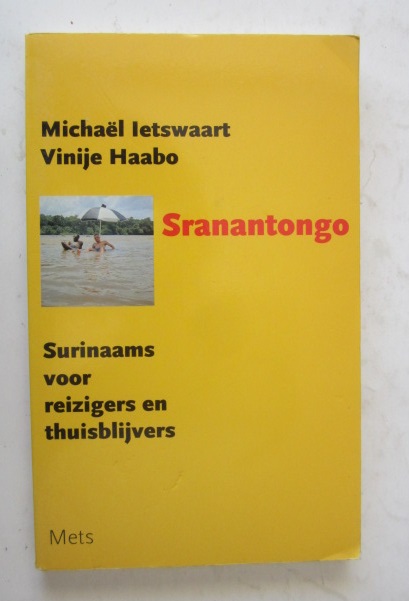 Michaël Ietswaart
Vinije Haabo
Sranantongo
Surinaams
voor
reizigers en
thuisblijvers
Mets